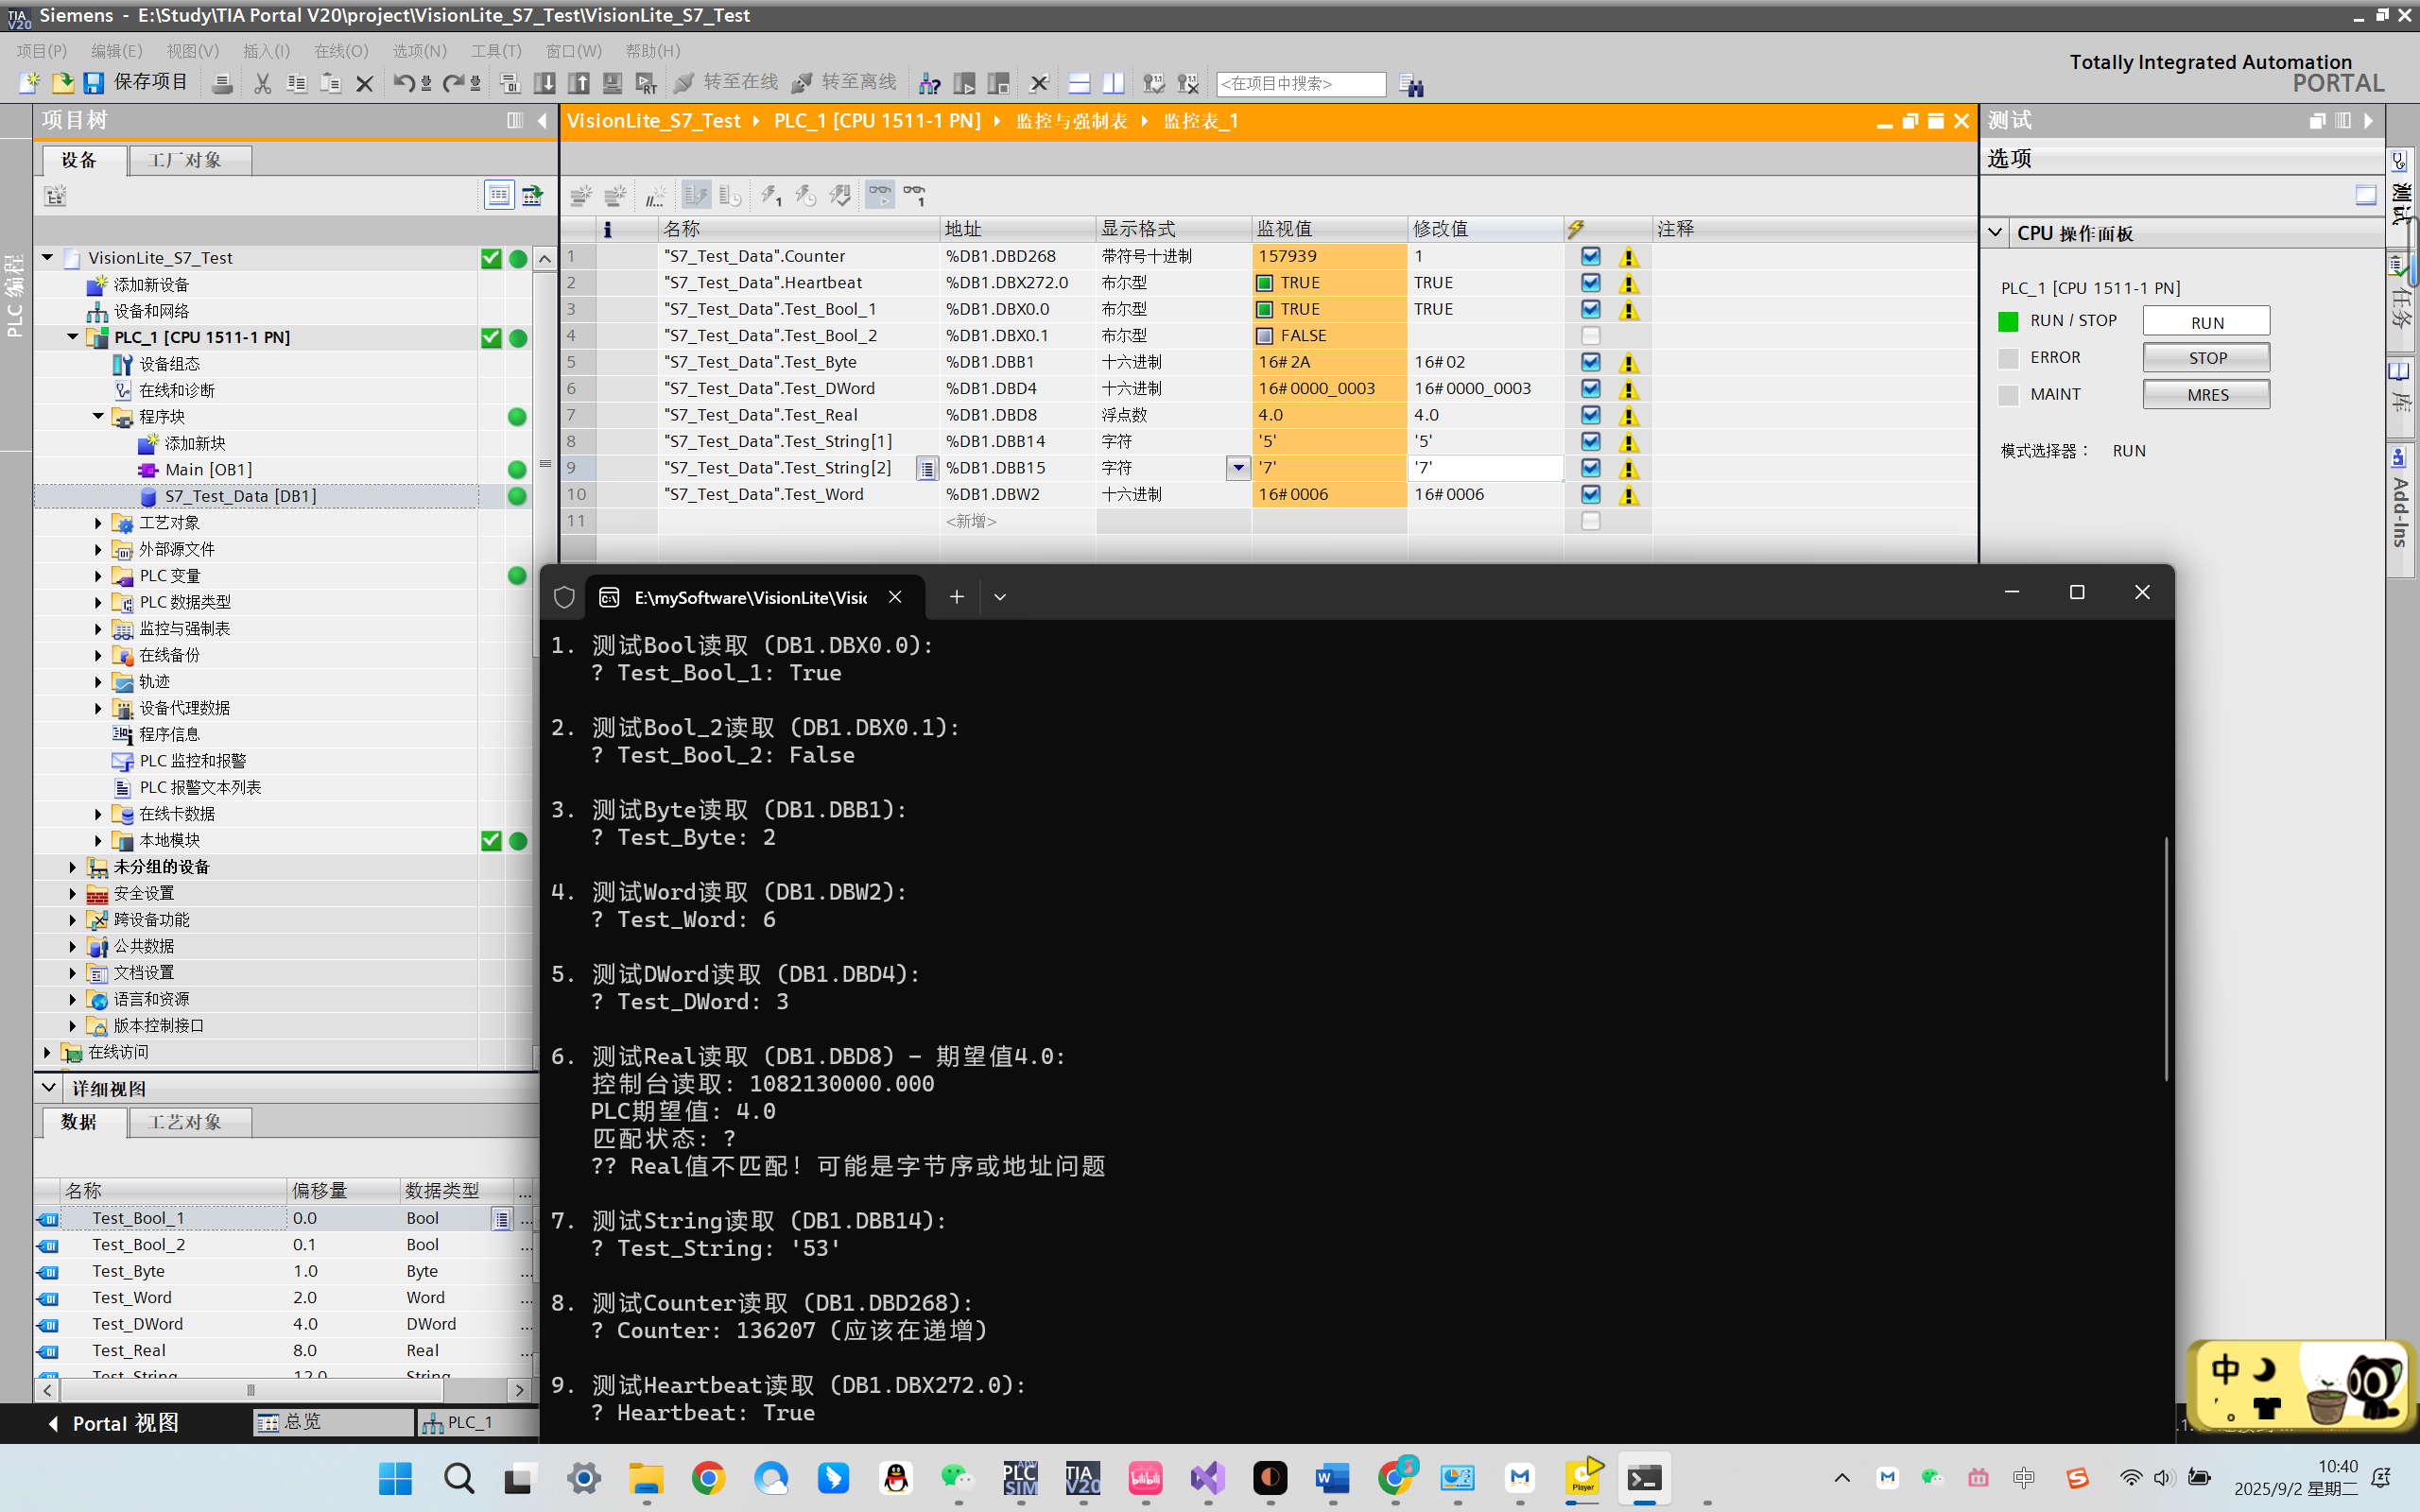 Siemens - E:\Study\TIA Portal V20\project\VisionLite_S7_Test\VisionLite_S7_Test
项目(P) 编辑(E) 视图(V) 插入(I) 在线(O) 选项(N) 工具(T) 窗口(W) 帮助(H)
保存项目 转至在线 转至离线 <在项目中搜索>
Totally Integrated Automation
PORTAL
PLC 编程
项目树
设备 工厂对象
VisionLite_S7_Test
添加新设备
设备和网络
PLC_1 [CPU 1511-1 PN]
设备组态
在线和诊断
程序块
添加新块
Main [OB1]
S7_Test_Data [DB1]
工艺对象
外部源文件
PLC 变量
PLC 数据类型
监控与强制表
在线备份
轨迹
设备代理数据
程序信息
PLC 监控和报警
PLC 报警文本列表
在线卡数据
本地模块
未分组的设备
安全设置
跨设备功能
公共数据
文档设置
语言和资源
版本控制接口
在线访问
详细视图
数据 工艺对象
名称 偏移量 数据类型 ...
Test_Bool_1 0.0 Bool ...
Test_Bool_2 0.1 Bool ...
Test_Byte 1.0 Byte ...
Test_Word 2.0 Word ...
Test_DWord 4.0 DWord ...
Test_Real 8.0 Real ...
Test_String 12.0 String
VisionLite_S7_Test PLC_1 [CPU 1511-1 PN] 监控与强制表 监控表_1
i 名称 地址 显示格式 监视值 修改值 注释
1 "S7_Test_Data".Counter %DB1.DBD268 带符号十进制 157939 1
2 "S7_Test_Data".Heartbeat %DB1.DBX272.0 布尔型 TRUE TRUE
3 "S7_Test_Data".Test_Bool_1 %DB1.DBX0.0 布尔型 TRUE TRUE
4 "S7_Test_Data".Test_Bool_2 %DB1.DBX0.1 布尔型 FALSE
5 "S7_Test_Data".Test_Byte %DB1.DBB1 十六进制 16#2A 16#02
6 "S7_Test_Data".Test_DWord %DB1.DBD4 十六进制 16#0000_0003 16#0000_0003
7 "S7_Test_Data".Test_Real %DB1.DBD8 浮点数 4.0 4.0
8 "S7_Test_Data".Test_String[1] %DB1.DBB14 字符 '5' '5'
9 "S7_Test_Data".Test_String[2] %DB1.DBB15 字符 '7' '7'
10 "S7_Test_Data".Test_Word %DB1.DBW2 十六进制 16#0006 16#0006
11 <新增>
测试
选项
CPU 操作面板
PLC_1 [CPU 1511-1 PN]
RUN / STOP RUN
ERROR STOP
MAINT MRES
模式选择器： RUN
测试
任务
库
Add-Ins
E:\mySoftware\VisionLite\Visi
1. 测试Bool读取 (DB1.DBX0.0):
? Test_Bool_1: True
2. 测试Bool_2读取 (DB1.DBX0.1):
? Test_Bool_2: False
3. 测试Byte读取 (DB1.DBB1):
? Test_Byte: 2
4. 测试Word读取 (DB1.DBW2):
? Test_Word: 6
5. 测试DWord读取 (DB1.DBD4):
? Test_DWord: 3
6. 测试Real读取 (DB1.DBD8) - 期望值4.0:
控制台读取: 1082130000.000
PLC期望值: 4.0
匹配状态: ?
?? Real值不匹配! 可能是字节序或地址问题
7. 测试String读取 (DB1.DBB14):
? Test_String: '53'
8. 测试Counter读取 (DB1.DBD268):
? Counter: 136207 (应该在递增)
9. 测试Heartbeat读取 (DB1.DBX272.0):
? Heartbeat: True
Portal 视图 总览 PLC_1
中
PLC SIM TIA V20 bilibili Player 中
10:40
2025/9/2 星期二